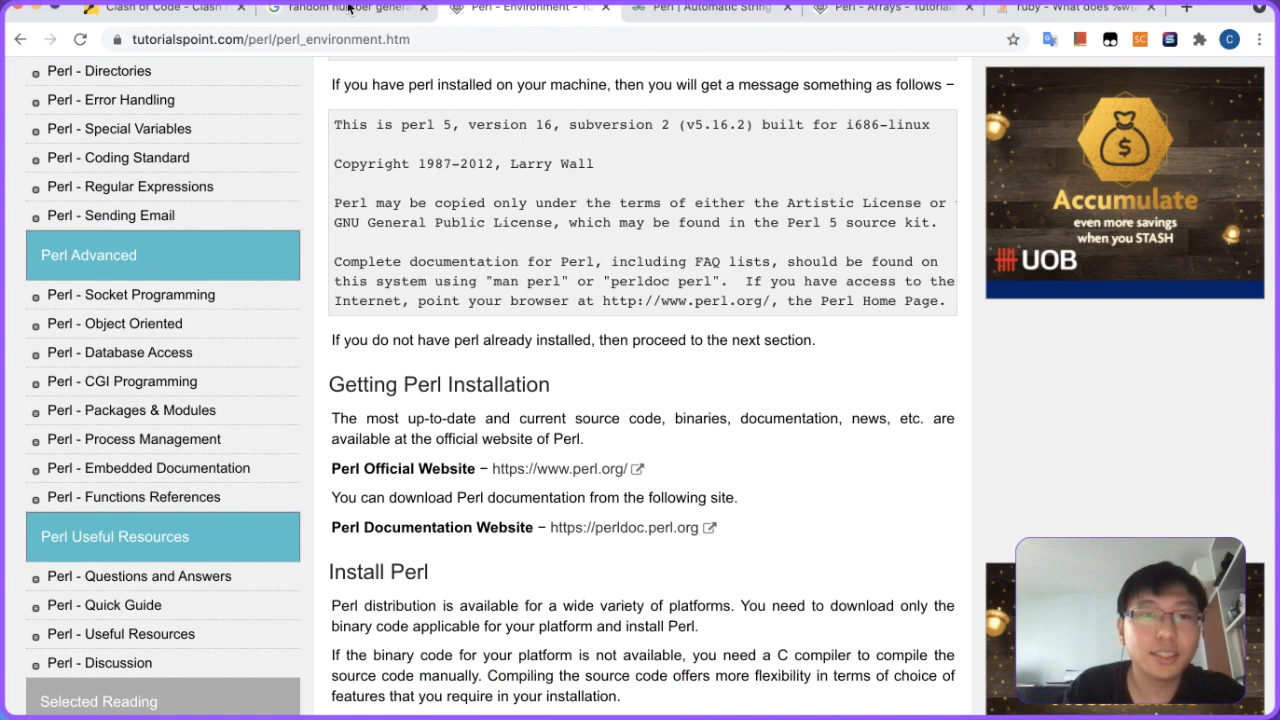 Clash of Code - Clash
random number genera
Perl - Environment - Tu
Perl | Automatic String
Perl - Arrays - Tutorials
ruby - What does %w(a
tutorialspoint.com/perl/perl_environment.htm
SC
S
C
Perl - Directories
Perl - Error Handling
Perl - Special Variables
Perl - Coding Standard
Perl - Regular Expressions
Perl - Sending Email
Perl Advanced
Perl - Socket Programming
Perl - Object Oriented
Perl - Database Access
Perl - CGI Programming
Perl - Packages & Modules
Perl - Process Management
Perl - Embedded Documentation
Perl - Functions References
Perl Useful Resources
Perl - Questions and Answers
Perl - Quick Guide
Perl - Useful Resources
Perl - Discussion
Selected Reading
If you have perl installed on your machine, then you will get a message something as follows −
This is perl 5, version 16, subversion 2 (v5.16.2) built for i686-linux
Copyright 1987-2012, Larry Wall
Perl may be copied only under the terms of either the Artistic License or
GNU General Public License, which may be found in the Perl 5 source kit.
Complete documentation for Perl, including FAQ lists, should be found on
this system using "man perl" or "perldoc perl".  If you have access to the
Internet, point your browser at http://www.perl.org/, the Perl Home Page.
If you do not have perl already installed, then proceed to the next section.
Getting Perl Installation
The most up-to-date and current source code, binaries, documentation, news, etc. are
available at the official website of Perl.
Perl Official Website − https://www.perl.org/
You can download Perl documentation from the following site.
Perl Documentation Website − https://perldoc.perl.org
Install Perl
Perl distribution is available for a wide variety of platforms. You need to download only the
binary code applicable for your platform and install Perl.
If the binary code for your platform is not available, you need a C compiler to compile the
source code manually. Compiling the source code offers more flexibility in terms of choice of
features that you require in your installation.
$
Accumulate
even more savings
when you STASH
UOB